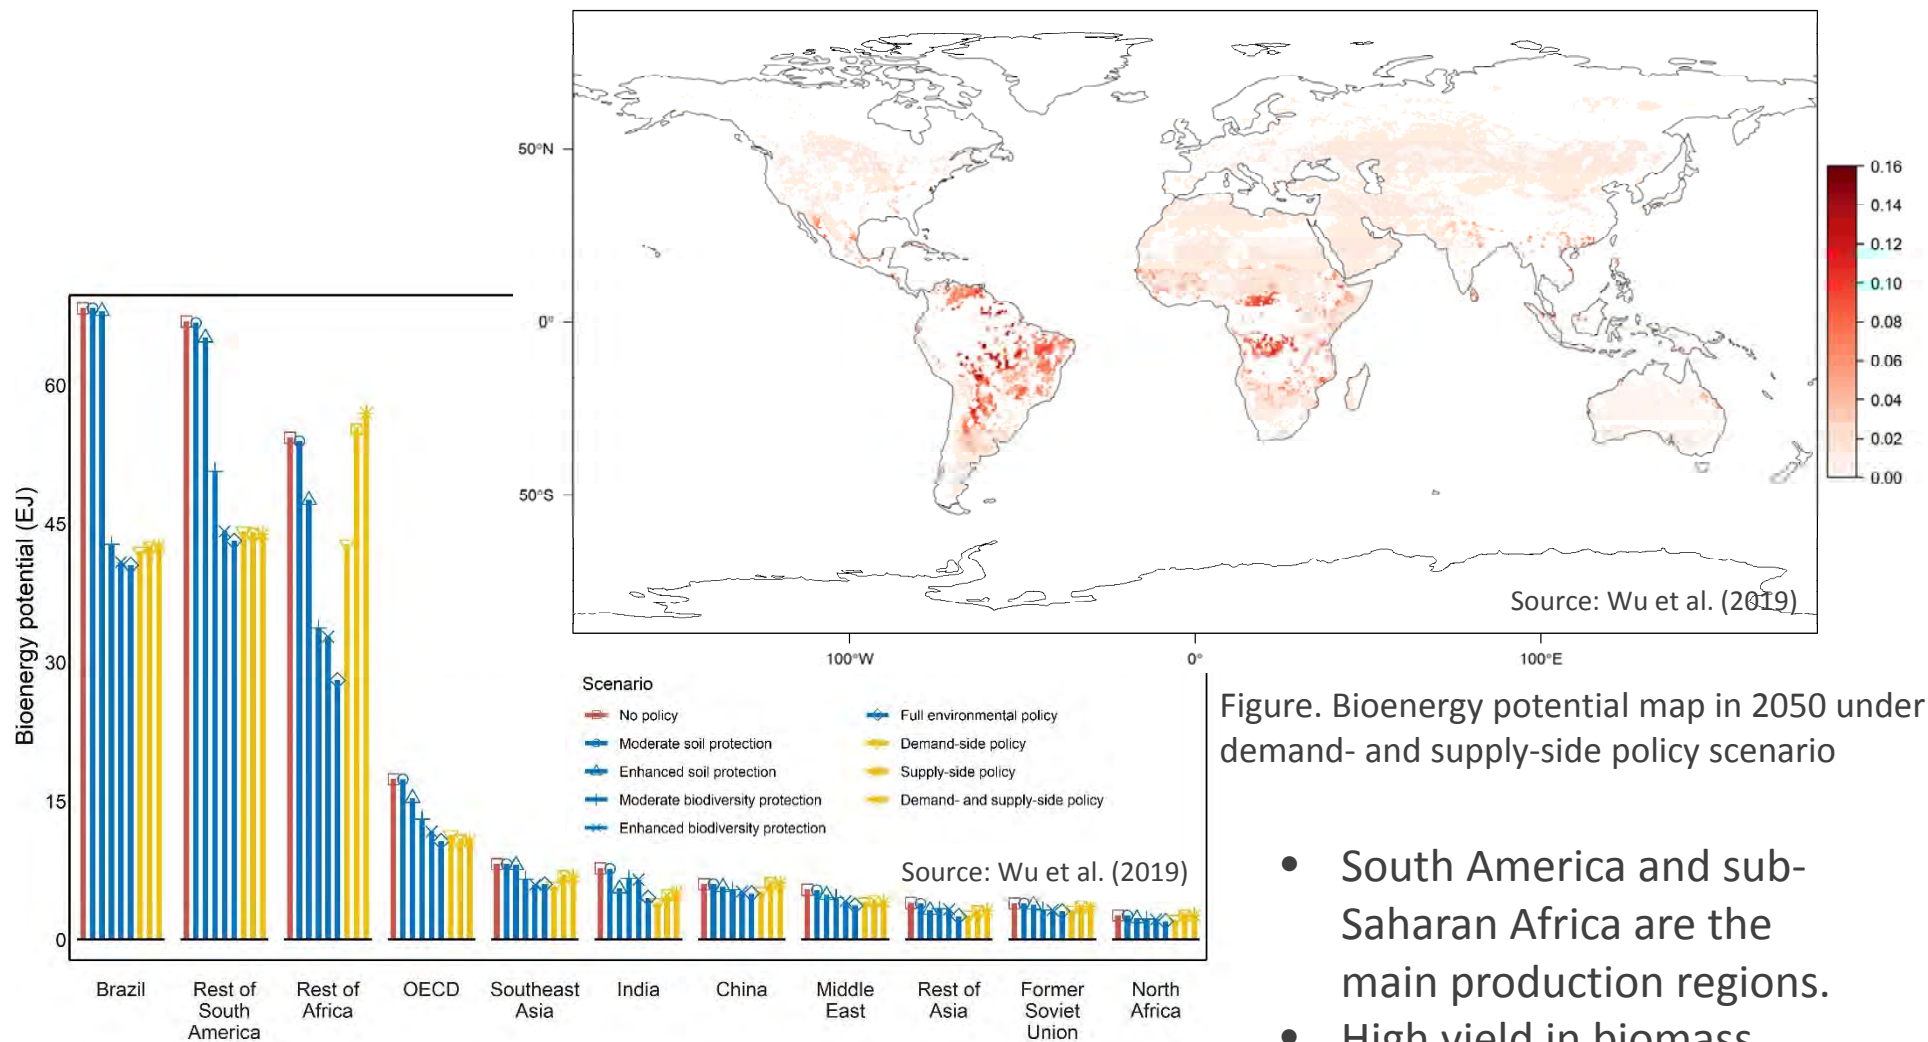 50°N
0°
50°S
100°W
0°
100°E
0.16
0.14
0.12
0.10
0.08
0.06
0.04
0.02
0.00
Source: Wu et al. (2019)
Bioenergy potential (EJ)
60
45
30
15
0
Scenario
No policy
Moderate soil protection
Enhanced soil protection
Moderate biodiversity protection
Enhanced biodiversity protection
Full environmental policy
Demand-side policy
Supply-side policy
Demand- and supply-side policy
Source: Wu et al. (2019)
Brazil
Rest of
South
America
Rest of
Africa
OECD
Southeast
Asia
India
China
Middle
East
Rest of
Asia
Former
Soviet
Union
North
Africa
Figure. Bioenergy potential map in 2050 under
demand- and supply-side policy scenario
• South America and sub-
Saharan Africa are the
main production regions.
• High yield in biomass